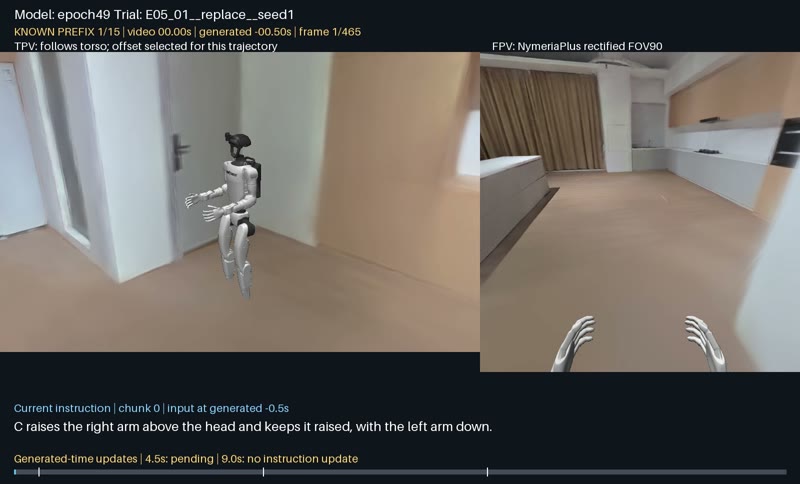 Model: epoch49 Trial: E05_01__replace__seed1
KNOWN PREFIX 1/15 | video 00.00s | generated -00.50s | frame 1/465
TPV: follows torso; offset selected for this trajectory
FPV: NymeriaPlus rectified FOV90
Current instruction | chunk 0 | input at generated -0.5s
C raises the right arm above the head and keeps it raised, with the left arm down.
Generated-time updates | 4.5s: pending | 9.0s: no instruction update